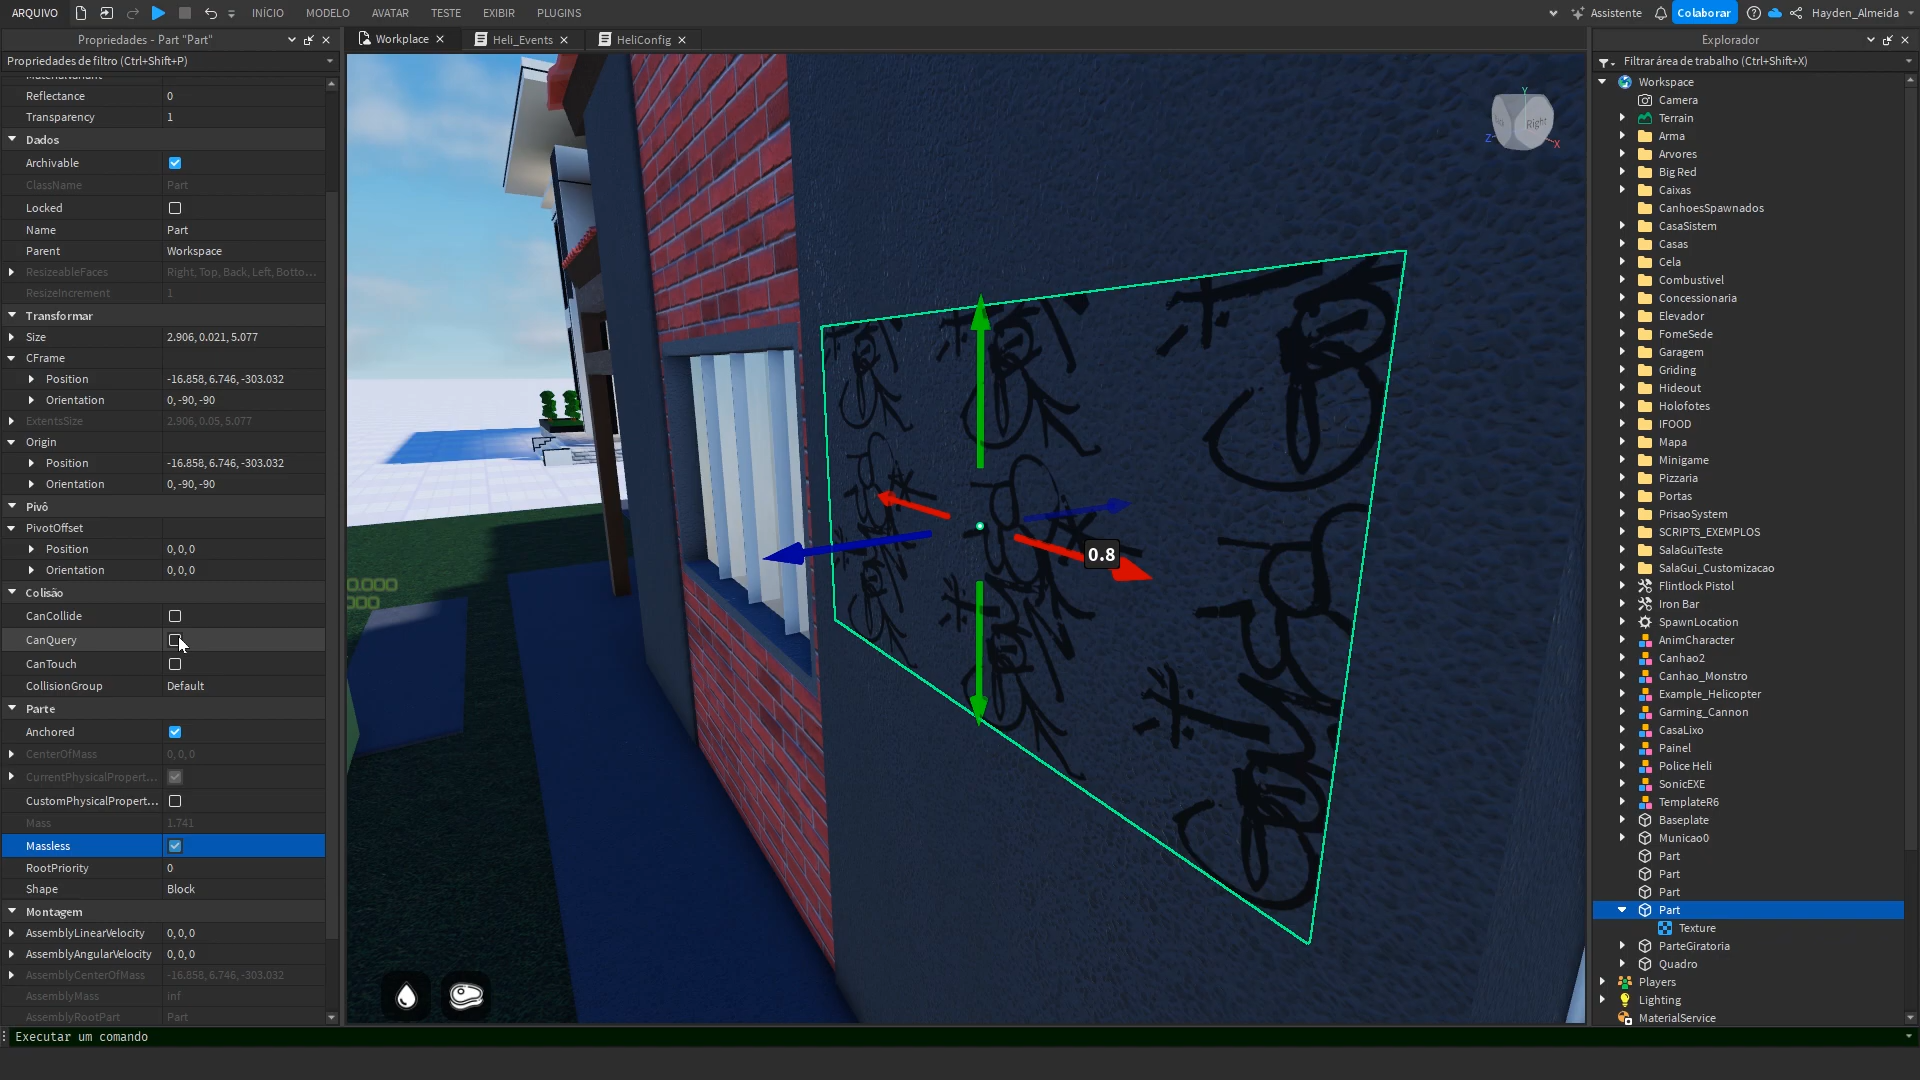 ARQUIVO INÍCIO MODELO AVATAR TESTE EXIBIR PLUGINS Assistente Colaborar Hayden_Almeida
Propriedades - Part "Part"
Propriedades de filtro (Ctrl+Shift+P)
Reflectance 0
Transparency 1
Dados
Archivable
ClassName Part
Locked
Name Part
Parent Workspace
ResizeableFaces Right, Top, Back, Left, Botto...
ResizeIncrement 1
Transformar
Size 2.906, 0.021, 5.077
CFrame
Position -16.858, 6.746, -303.032
Orientation 0, -90, -90
ExtentsSize 2.906, 0.05, 5.077
Origin
Position -16.858, 6.746, -303.032
Orientation 0, -90, -90
Pivô
PivotOffset
Position 0, 0, 0
Orientation 0, 0, 0
Colisão
CanCollide
CanQuery
CanTouch
CollisionGroup Default
Parte
Anchored
CenterOfMass 0, 0, 0
CurrentPhysicalPropert...
CustomPhysicalPropert...
Mass 1.741
Massless
RootPriority 0
Shape Block
Montagem
AssemblyLinearVelocity 0, 0, 0
AssemblyAngularVelocity 0, 0, 0
AssemblyCenterOfMass -16.858, 6.746, -303.032
AssemblyMass inf
AssemblyRootPart Part
Workplace
Heli_Events
HeliConfig
Y
Right
Z
X
0.8
Explorador
Filtrar área de trabalho (Ctrl+Shift+X)
Workspace
Camera
Terrain
Arma
Arvores
Big Red
Caixas
CanhoesSpawnados
CasaSistem
Casas
Cela
Combustivel
Concessionaria
Elevador
FomeSede
Garagem
Griding
Hideout
Holofotes
IFOOD
Mapa
Minigame
Pizzaria
Portas
PrisaoSystem
SCRIPTS_EXEMPLOS
SalaGuiTeste
SalaGui_Customizacao
Flintlock Pistol
Iron Bar
SpawnLocation
AnimCharacter
Canhao2
Canhao_Monstro
Example_Helicopter
Garming_Cannon
CasaLixo
Painel
Police Heli
SonicEXE
TemplateR6
Baseplate
Municao0
Part
Part
Part
Part
Texture
ParteGiratoria
Quadro
Players
Lighting
MaterialService
Executar um comando